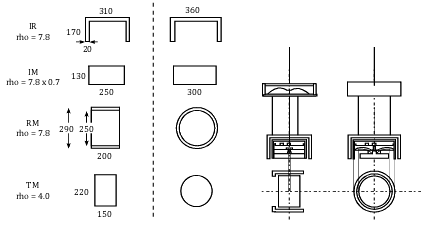 310
360
IR
rho = 7.8
170
20
IM
rho = 7.8 x 0.7
130
250
300
RM
rho = 7.8
290
250
200
TM
rho = 4.0
220
150